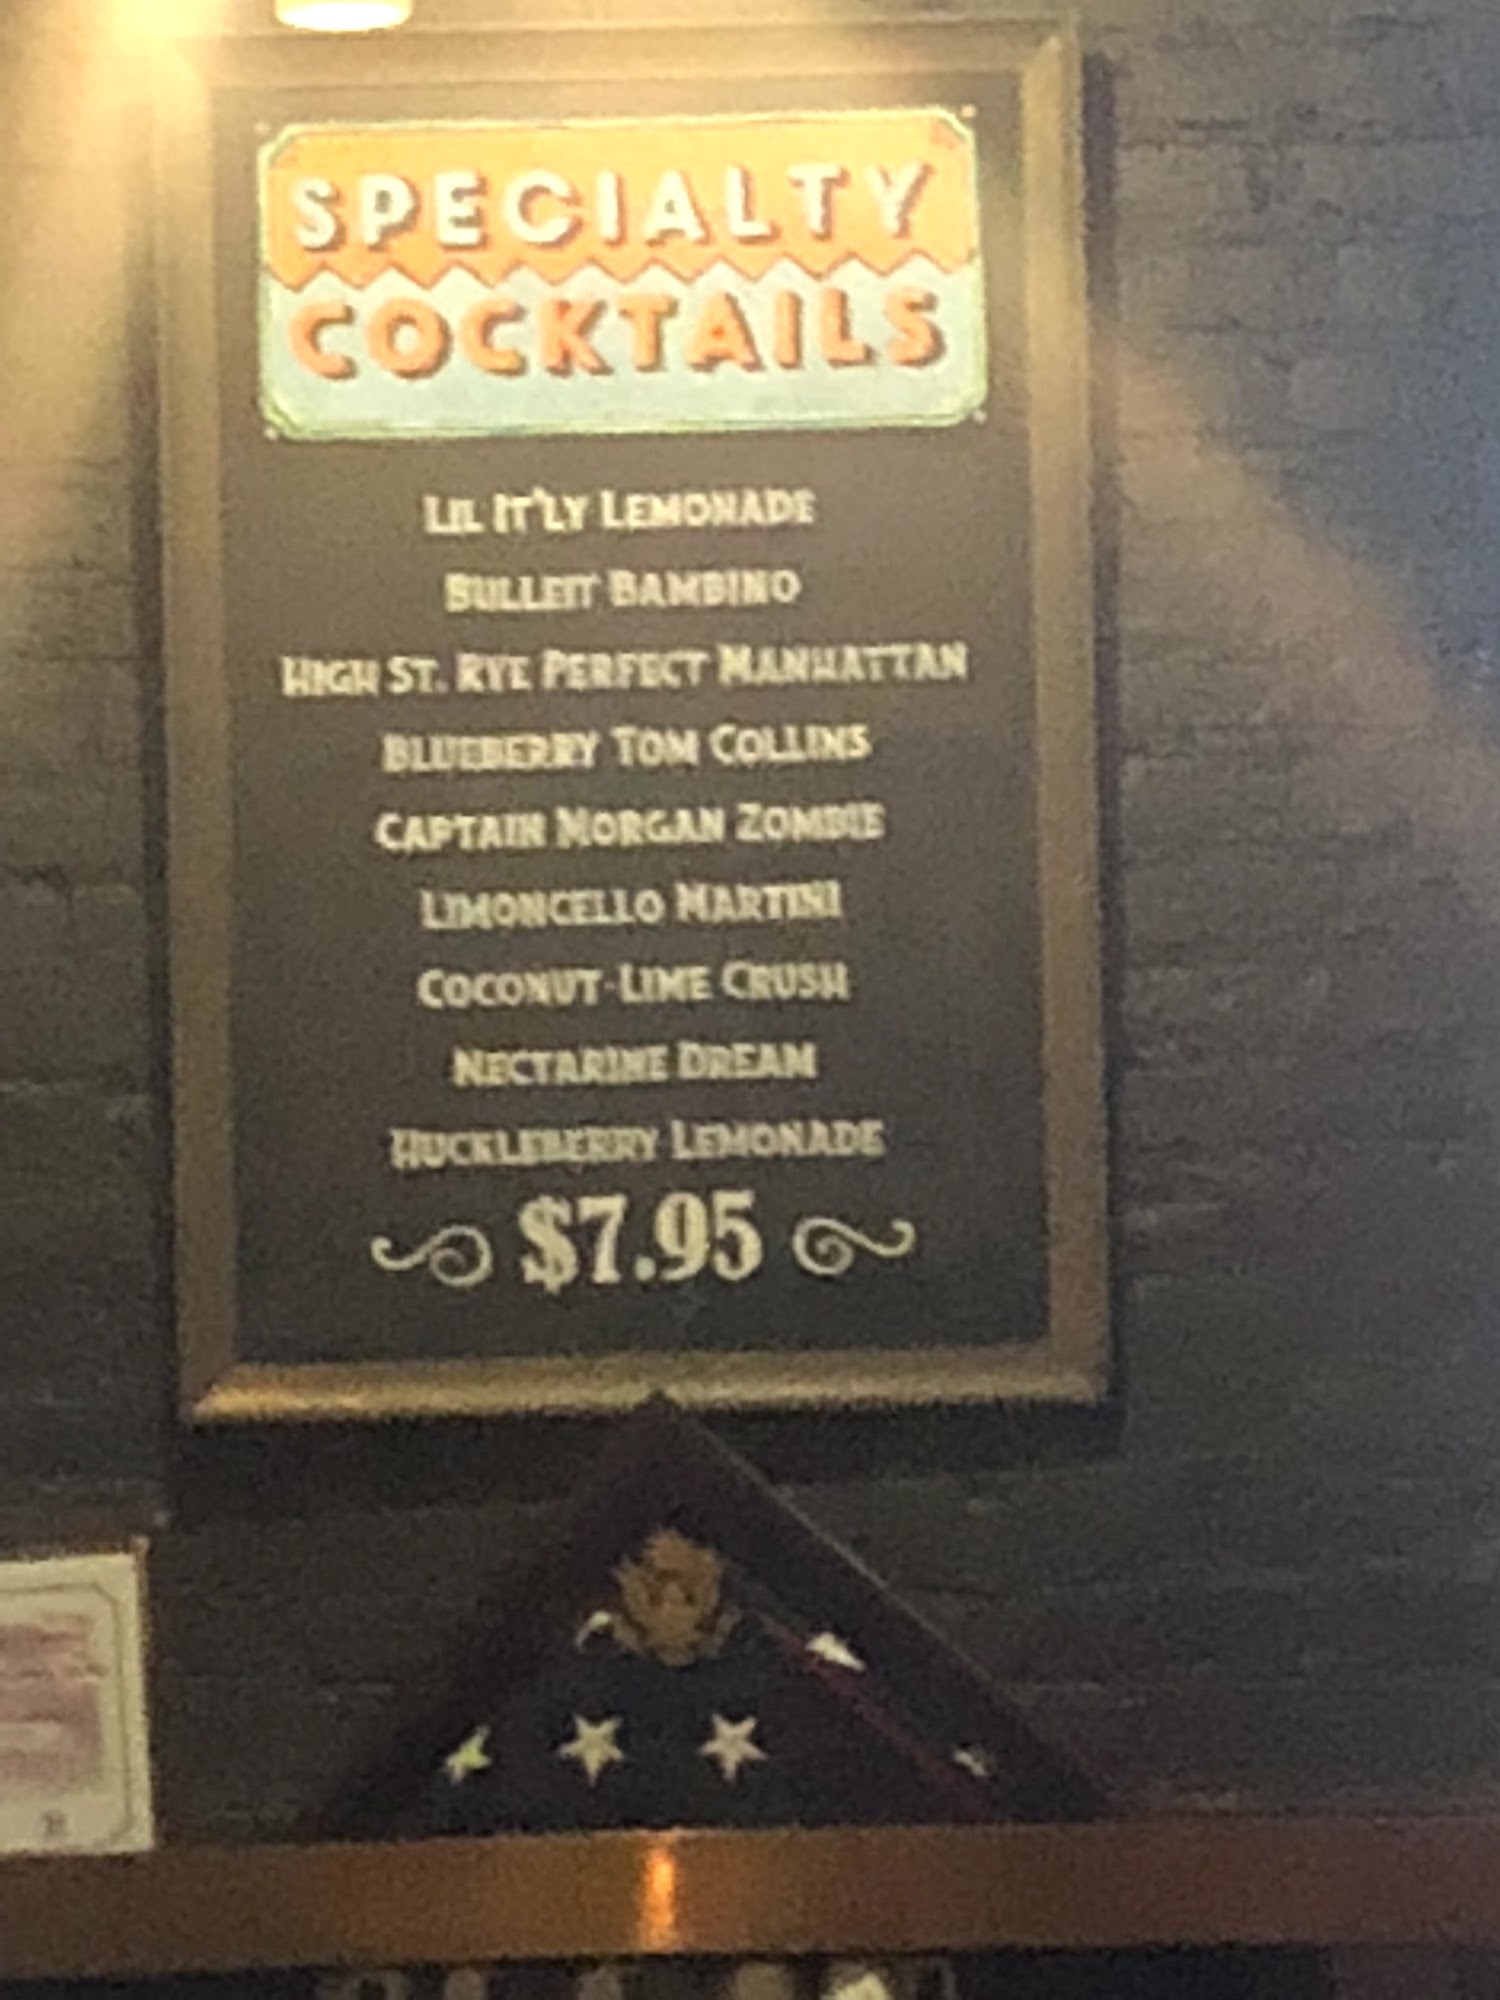 SPECIALTY
COCKTAILS
LIL IT'LY LEMONADE
BULLEIT BAMBINO
HIGH ST. RYE PERFECT MANHATTAN
BLUEBERRY TOM COLLINS
CAPTAIN MORGAN ZOMBIE
LIMONCELLO MARTINI
COCONUT-LIME CRUSH
NECTARINE DREAM
HUCKLEBERRY LEMONADE
$7.95